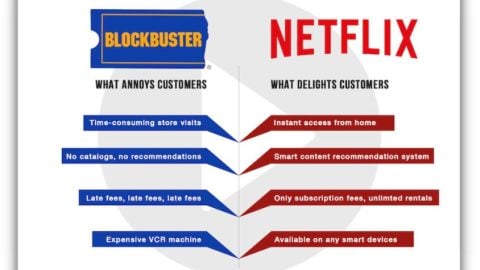 BLOCKBUSTER
NETFLIX
WHAT ANNOYS CUSTOMERS
WHAT DELIGHTS CUSTOMERS
Time-consuming store visits
Instant access from home
No catalogs, no recommendations
Smart content recommendation system
Late fees, late fees, late fees
Only subscription fees, unlimted rentals
Expensive VCR machine
Available on any smart devices